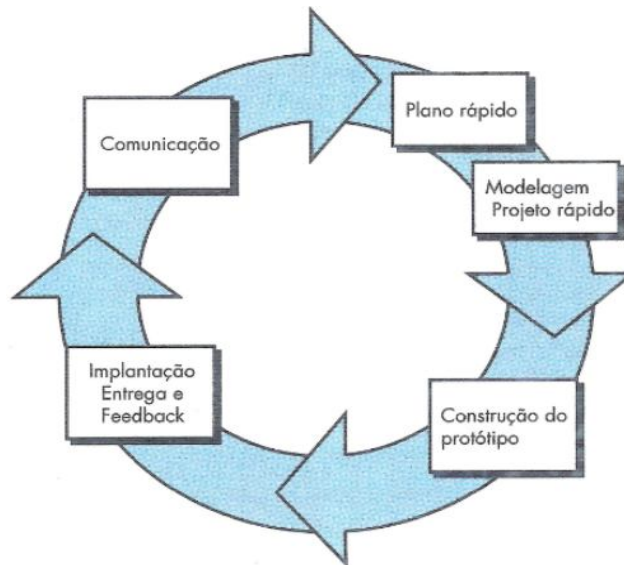 Comunicação
Plano rápido
Modelagem
Projeto rápido
Construção do
protótipo
Implantação
Entrega e
Feedback